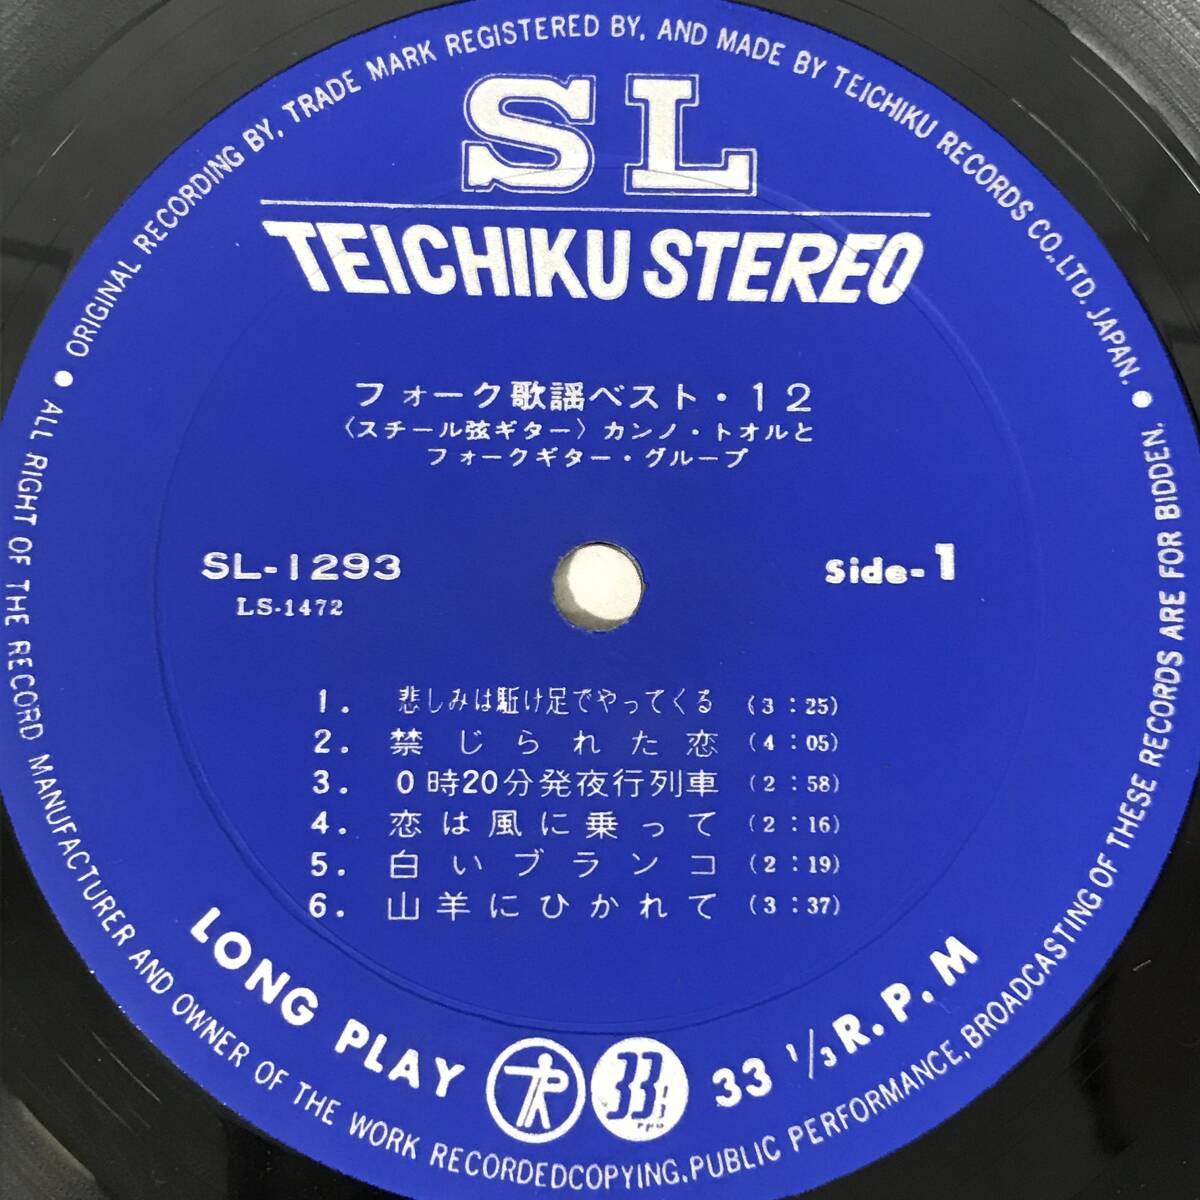 • ORIGINAL RECORDING BY, TRADE MARK REGISTERED BY, AND MADE BY TEICHIKU RECORDS CO., LTD. JAPAN. •
SL
TEICHIKU STEREO
フォーク歌謡ベスト・12
〈スチール弦ギター〉カンノ・トオルと
フォークギター・グループ
SL-1293
Side-1
LS-1472
1. 悲しみは駈け足でやってくる (3:25)
2. 禁じられた恋 (4:05)
3. 0時20分発夜行列車 (2:58)
4. 恋は風に乗って (2:16)
5. 白いブランコ (2:19)
6. 山羊にひかれて (3:37)
LONG PLAY
33 1/3 R.P.M
ALL RIGHT OF THE RECORD MANUFACTURER AND OWNER OF THE WORK RECORDEDCOPYING, PUBLIC PERFORMANCE, BROADCASTING OF THESE RECORDS ARE FOR BIDDEN.